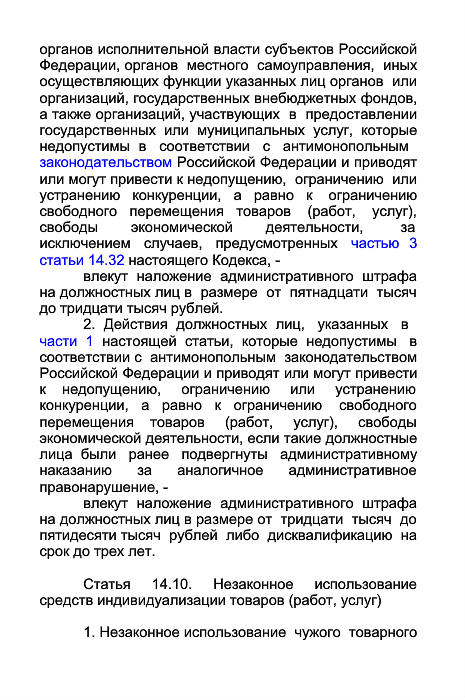 органов исполнительной власти субъектов Российской
Федерации, органов местного самоуправления, иных
осуществляющих функции указанных лиц органов или
организаций, государственных внебюджетных фондов,
а также организаций, участвующих в предоставлении
государственных или муниципальных услуг, которые
недопустимы в соответствии с антимонопольным
законодательством Российской Федерации и приводят
или могут привести к недопущению, ограничению или
устранению конкуренции, а равно к ограничению
свободного перемещения товаров (работ, услуг),
свободы экономической деятельности, за
исключением случаев, предусмотренных частью 3
статьи 14.32 настоящего Кодекса, -
влекут наложение административного штрафа
на должностных лиц в размере от пятнадцати тысяч
до тридцати тысяч рублей.
2. Действия должностных лиц, указанных в
части 1 настоящей статьи, которые недопустимы в
соответствии с антимонопольным законодательством
Российской Федерации и приводят или могут привести
к недопущению, ограничению или устранению
конкуренции, а равно к ограничению свободного
перемещения товаров (работ, услуг), свободы
экономической деятельности, если такие должностные
лица были ранее подвергнуты административному
наказанию за аналогичное административное
правонарушение, -
влекут наложение административного штрафа
на должностных лиц в размере от тридцати тысяч до
пятидесяти тысяч рублей либо дисквалификацию на
срок до трех лет.
Статья 14.10. Незаконное использование
средств индивидуализации товаров (работ, услуг)
1. Незаконное использование чужого товарного